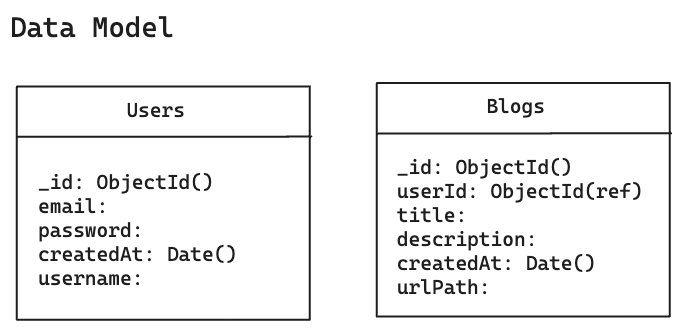 Data Model
Users
_id: ObjectId()
email:
password:
createdAt: Date()
username:
Blogs
_id: ObjectId()
userId: ObjectId(ref)
title:
description:
createdAt: Date()
urlPath: